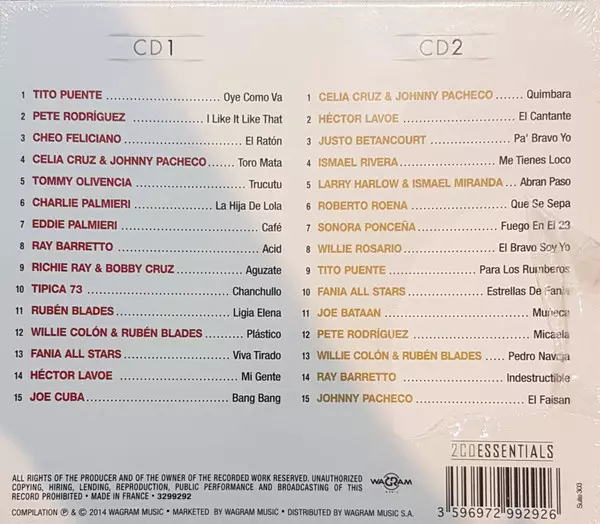 CD1
1 TITO PUENTE .......................... Oye Como Va
2 PETE RODRÍGUEZ .................. I Like It Like That
3 CHEO FELICIANO .......................... El Ratón
4 CELIA CRUZ & JOHNNY PACHECO ....... Toro Mata
5 TOMMY OLIVENCIA .......................... Trucutu
6 CHARLIE PALMIERI ................. La Hija De Lola
7 EDDIE PALMIERI .............................. Café
8 RAY BARRETTO ................................ Acid
9 RICHIE RAY & BOBBY CRUZ ................ Aguzate
10 TIPICA 73 ............................ Chanchullo
11 RUBÉN BLADES ....................... Ligia Elena
12 WILLIE COLÓN & RUBÉN BLADES .......... Plástico
13 FANIA ALL STARS .................... Viva Tirado
14 HÉCTOR LAVOE ........................... Mi Gente
15 JOE CUBA ............................. Bang Bang
CD2
1 CELIA CRUZ & JOHNNY PACHECO ....... Quimbara
2 HÉCTOR LAVOE ........................ El Cantante
3 JUSTO BETANCOURT ................. Pa' Bravo Yo
4 ISMAEL RIVERA .................... Me Tienes Loco
5 LARRY HARLOW & ISMAEL MIRANDA .. Abran Paso
6 ROBERTO ROENA .................... Que Se Sepa
7 SONORA PONCEÑA ................ Fuego En El 23
8 WILLIE ROSARIO .................. El Bravo Soy Yo
9 TITO PUENTE ................... Para Los Rumberos
10 FANIA ALL STARS ............ Estrellas De Fania
11 JOE BATAAN ............................ Muñeca
12 PETE RODRÍGUEZ ....................... Micaela
13 WILLIE COLÓN & RUBÉN BLADES ... Pedro Navaja
14 RAY BARRETTO ..................... Indestructible
15 JOHNNY PACHECO ..................... El Faisan
2CDESSENTIALS
ALL RIGHTS OF THE PRODUCER AND OF THE OWNER OF THE RECORDED WORK RESERVED. UNAUTHORIZED
COPYING, HIRING, LENDING, REPRODUCTION, PUBLIC PERFORMANCE AND BROADCASTING OF THIS
RECORD PROHIBITED • MADE IN FRANCE • 3299292
WAGRAM
MUSIC
COMPILATION ℗ & © 2014 WAGRAM MUSIC • MARKETED BY WAGRAM MUSIC • DISTRIBUTED BY WAGRAM MUSIC S.A.
3 596972 992926
Suite 303